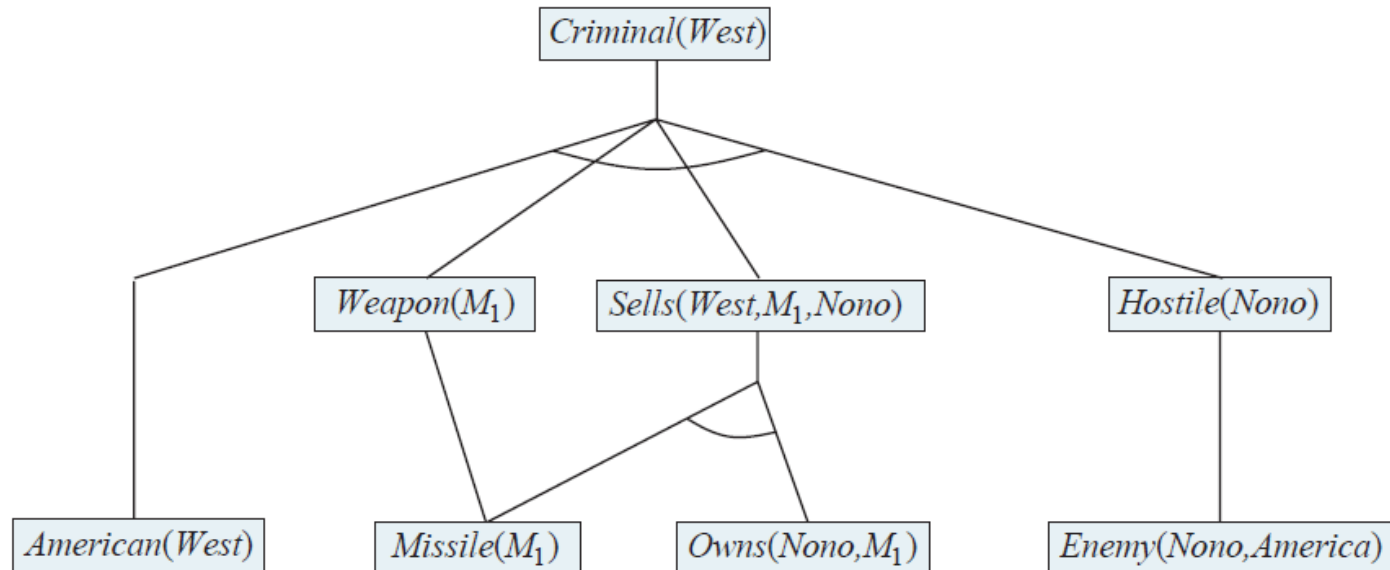 Criminal(West)
Weapon(M₁)
Sells(West,M₁,Nono)
Hostile(Nono)
American(West)
Missile(M₁)
Owns(Nono,M₁)
Enemy(Nono,America)